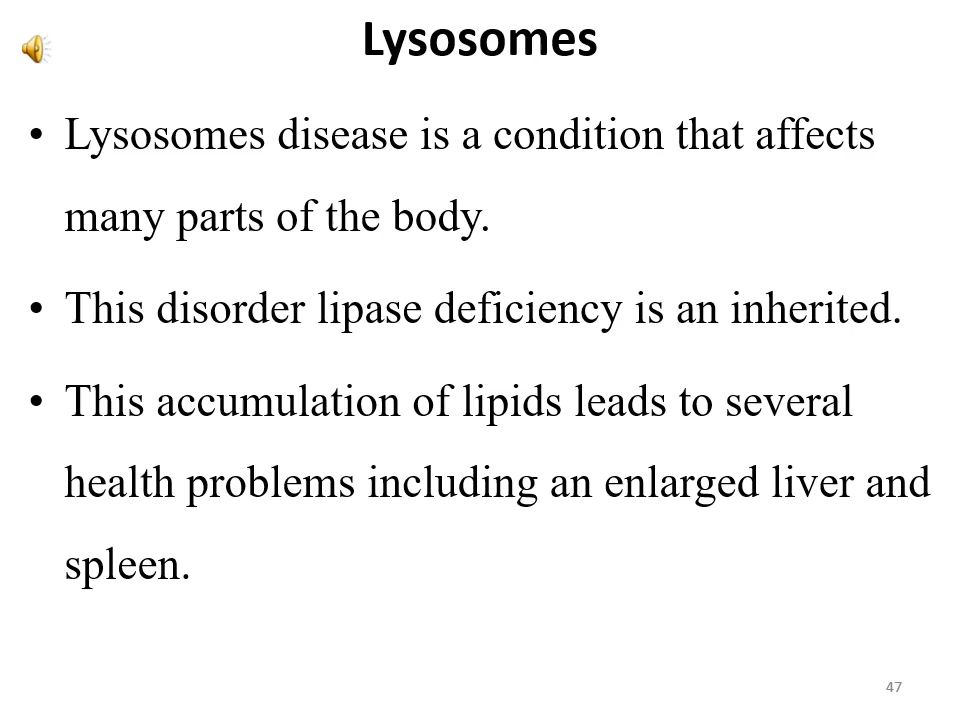 Lysosomes
• Lysosomes disease is a condition that affects
many parts of the body.
• This disorder lipase deficiency is an inherited.
• This accumulation of lipids leads to several
health problems including an enlarged liver and
spleen.
47